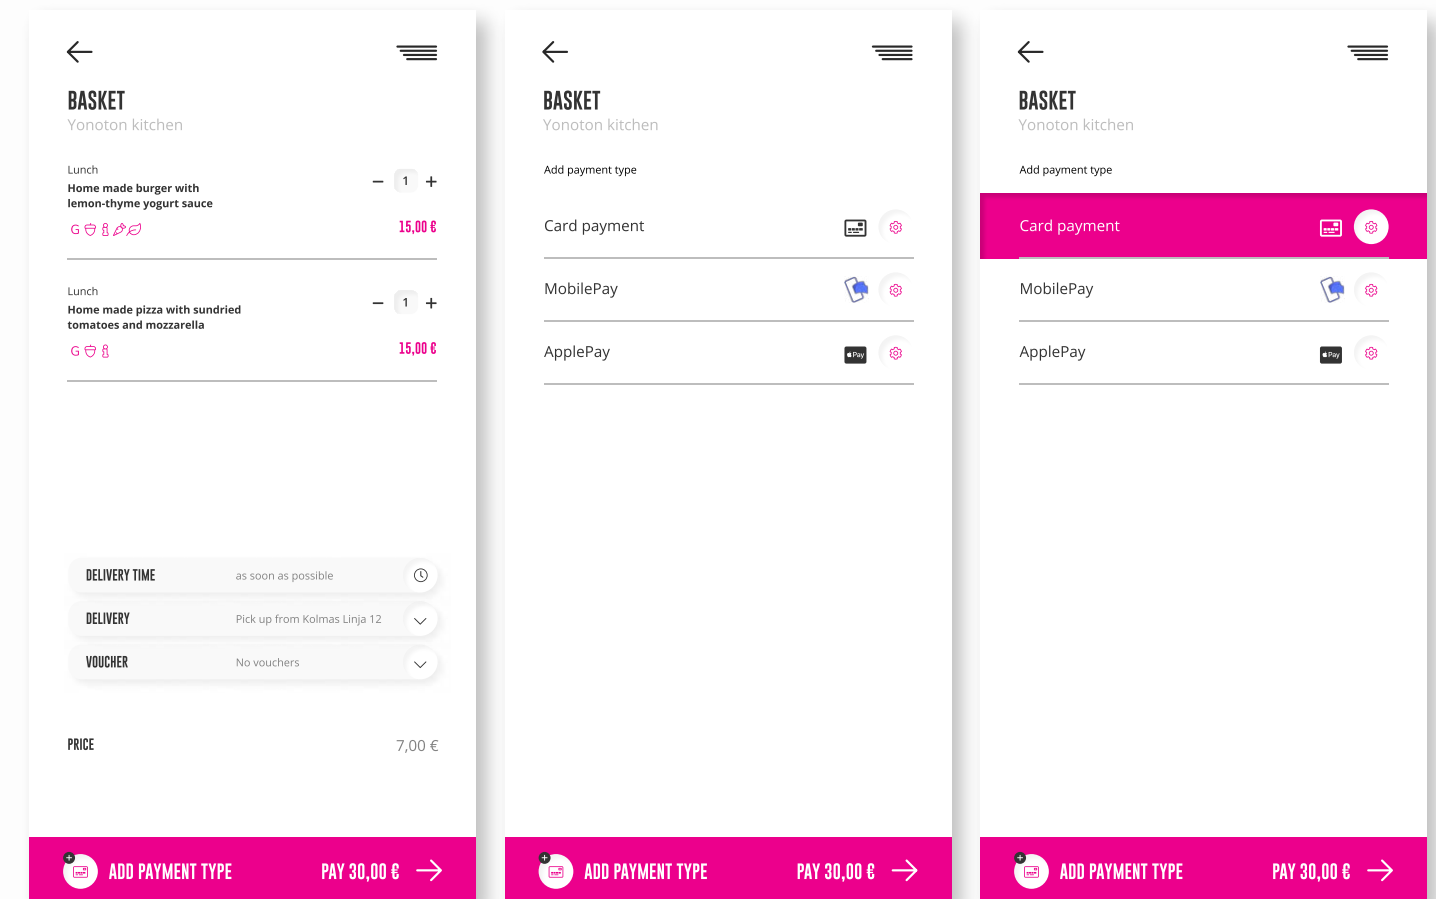 BASKET
Yonoton kitchen
Lunch
Home made burger with
lemon-thyme yogurt sauce
1
G
15,00 €
Lunch
Home made pizza with sundried
tomatoes and mozzarella
1
G
15,00 €
DELIVERY TIME as soon as possible
DELIVERY Pick up from Kolmas Linja 12
VOUCHER No vouchers
PRICE 7,00 €
ADD PAYMENT TYPE PAY 30,00 €
BASKET
Yonoton kitchen
Add payment type
Card payment
MobilePay
ApplePay
Pay
ADD PAYMENT TYPE PAY 30,00 €
BASKET
Yonoton kitchen
Add payment type
Card payment
MobilePay
ApplePay
Pay
ADD PAYMENT TYPE PAY 30,00 €